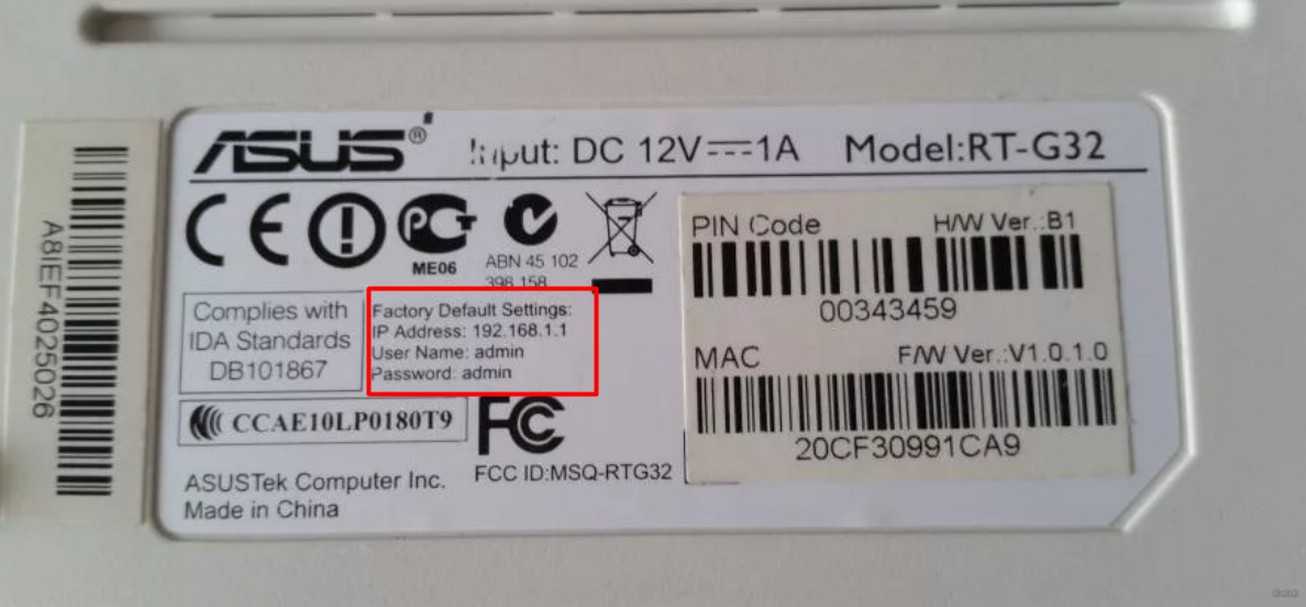 ASUS®
Input: DC 12V⎓1A
Model:RT-G32
A8IEF4025026
CE
ME06
ABN 45 102
398 158
PIN Code
H/W Ver.:B1
00343459
MAC
F/W Ver.:V1.0.1.0
20CF30991CA9
Complies with
IDA Standards
DB101867
Factory Default Settings:
IP Address: 192.168.1.1
User Name: admin
Password: admin
CCAE10LP0180T9
FC
FCC ID:MSQ-RTG32
ASUSTek Computer Inc.
Made in China